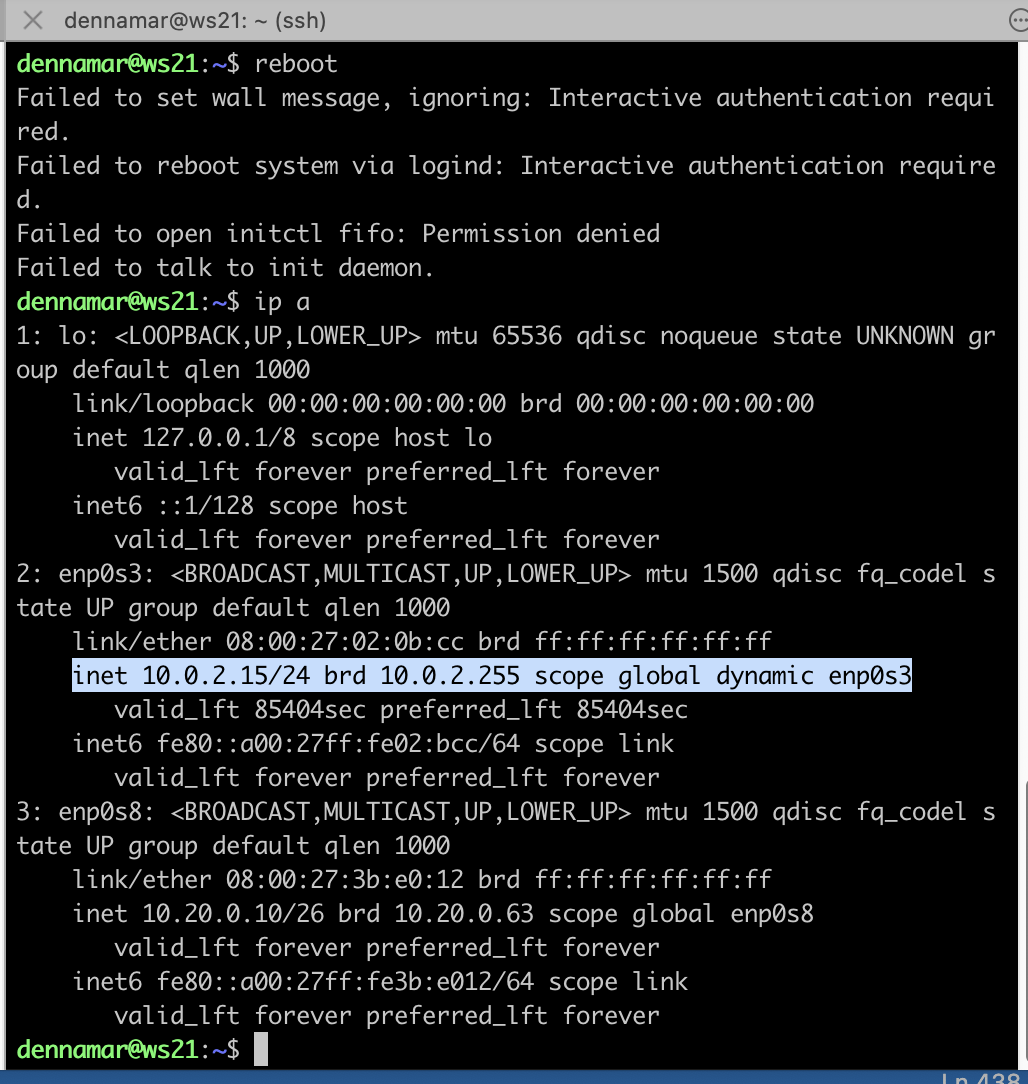 dennamar@ws21: ~ (ssh)
dennamar@ws21:~$ reboot
Failed to set wall message, ignoring: Interactive authentication requi
red.
Failed to reboot system via logind: Interactive authentication require
d.
Failed to open initctl fifo: Permission denied
Failed to talk to init daemon.
dennamar@ws21:~$ ip a
1: lo: <LOOPBACK,UP,LOWER_UP> mtu 65536 qdisc noqueue state UNKNOWN gr
oup default qlen 1000
    link/loopback 00:00:00:00:00:00 brd 00:00:00:00:00:00
    inet 127.0.0.1/8 scope host lo
       valid_lft forever preferred_lft forever
    inet6 ::1/128 scope host
       valid_lft forever preferred_lft forever
2: enp0s3: <BROADCAST,MULTICAST,UP,LOWER_UP> mtu 1500 qdisc fq_codel s
tate UP group default qlen 1000
    link/ether 08:00:27:02:0b:cc brd ff:ff:ff:ff:ff:ff
    inet 10.0.2.15/24 brd 10.0.2.255 scope global dynamic enp0s3
       valid_lft 85404sec preferred_lft 85404sec
    inet6 fe80::a00:27ff:fe02:bcc/64 scope link
       valid_lft forever preferred_lft forever
3: enp0s8: <BROADCAST,MULTICAST,UP,LOWER_UP> mtu 1500 qdisc fq_codel s
tate UP group default qlen 1000
    link/ether 08:00:27:3b:e0:12 brd ff:ff:ff:ff:ff:ff
    inet 10.20.0.10/26 brd 10.20.0.63 scope global enp0s8
       valid_lft forever preferred_lft forever
    inet6 fe80::a00:27ff:fe3b:e012/64 scope link
       valid_lft forever preferred_lft forever
dennamar@ws21:~$
Ln 438